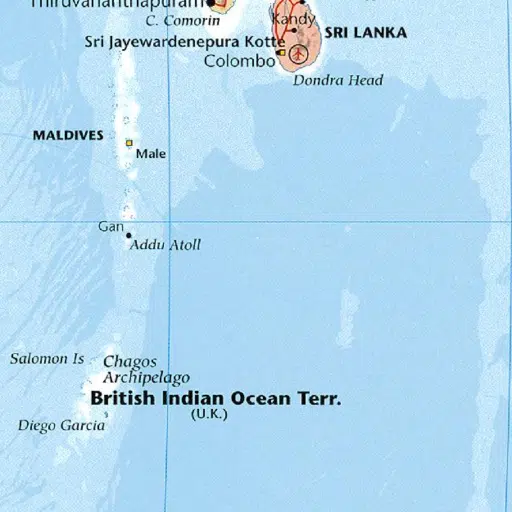 Thiruvananthapuram
C. Comorin
Kandy
SRI LANKA
Sri Jayewardenepura Kotte
Colombo
Dondra Head
MALDIVES
Male
Gan
Addu Atoll
Salomon Is
Chagos
Archipelago
British Indian Ocean Terr.
(U.K.)
Diego Garcia